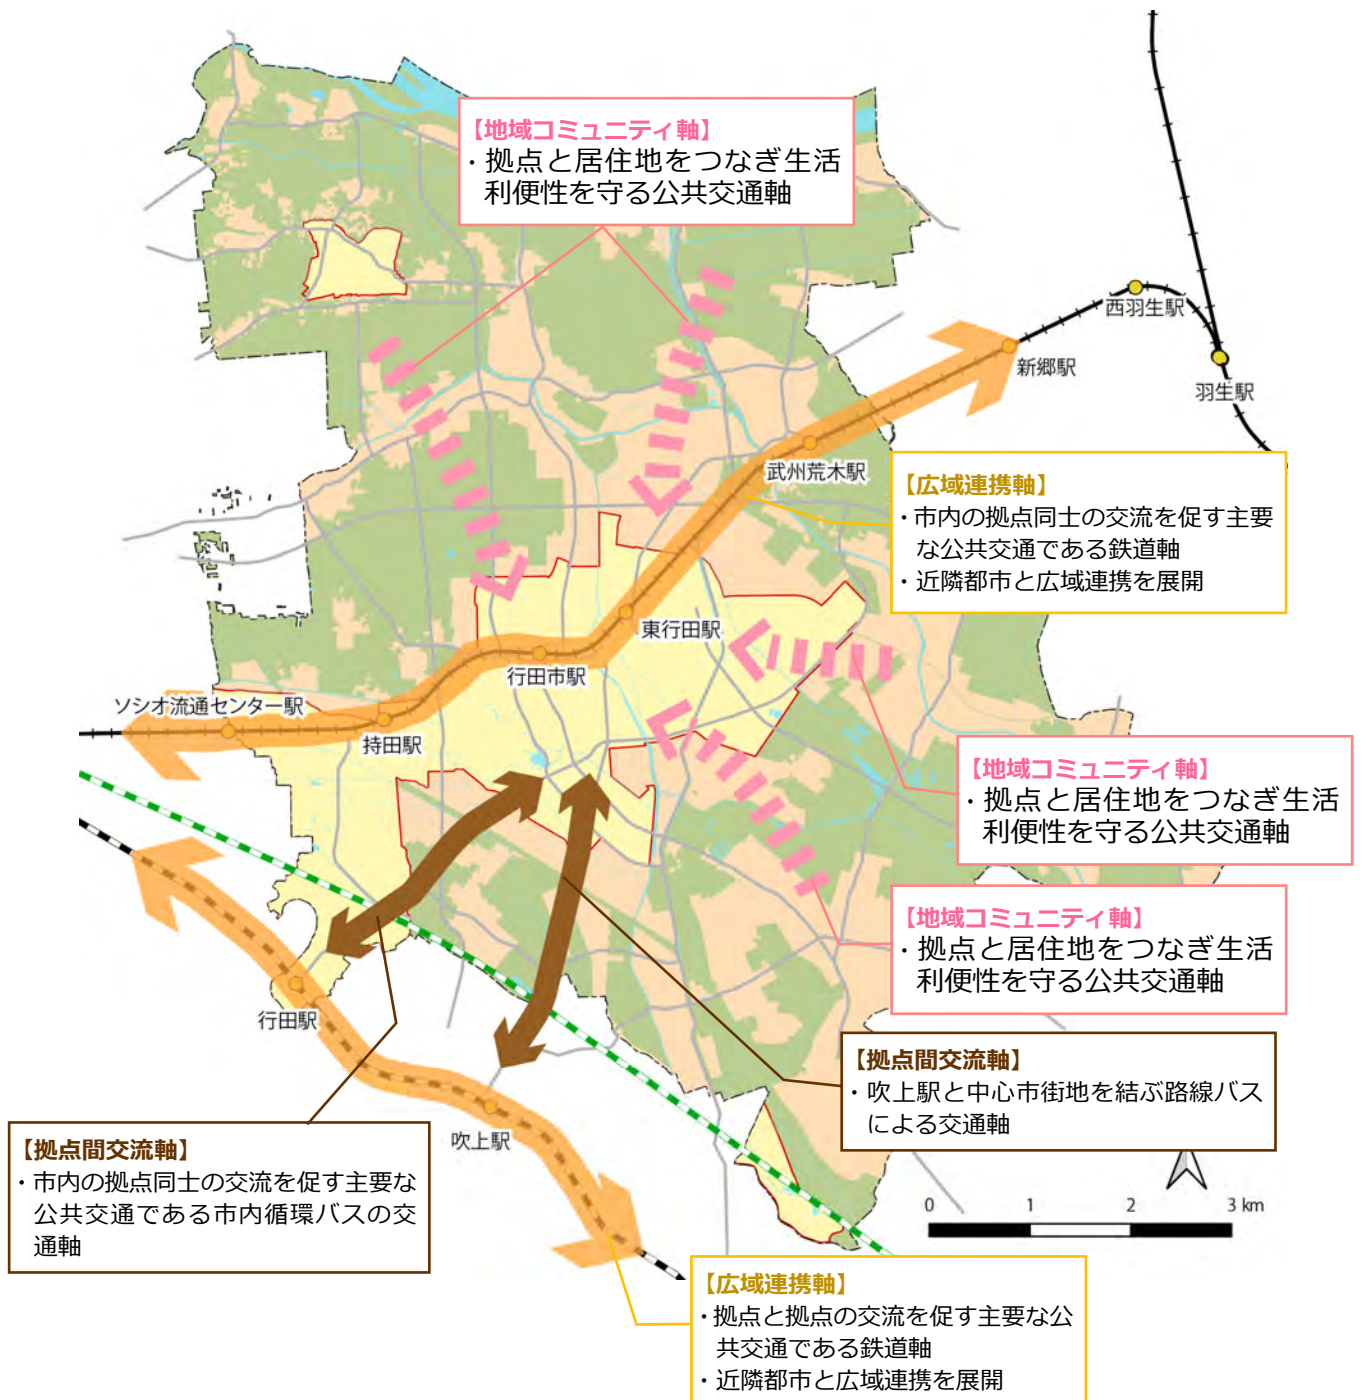 【地域コミュニティ軸】
・拠点と居住地をつなぎ生活
利便性を守る公共交通軸
西羽生駅
新郷駅
羽生駅
武州荒木駅
【広域連携軸】
・市内の拠点同士の交流を促す主要
な公共交通である鉄道軸
・近隣都市と広域連携を展開
東行田駅
行田市駅
ソシオ流通センター駅
持田駅
【地域コミュニティ軸】
・拠点と居住地をつなぎ生活
利便性を守る公共交通軸
【地域コミュニティ軸】
・拠点と居住地をつなぎ生活
利便性を守る公共交通軸
行田駅
【拠点間交流軸】
・吹上駅と中心市街地を結ぶ路線バス
による交通軸
吹上駅
【拠点間交流軸】
・市内の拠点同士の交流を促す主要な
公共交通である市内循環バスの交
通軸
0 1 2 3 km
【広域連携軸】
・拠点と拠点の交流を促す主要な公
共交通である鉄道軸
・近隣都市と広域連携を展開